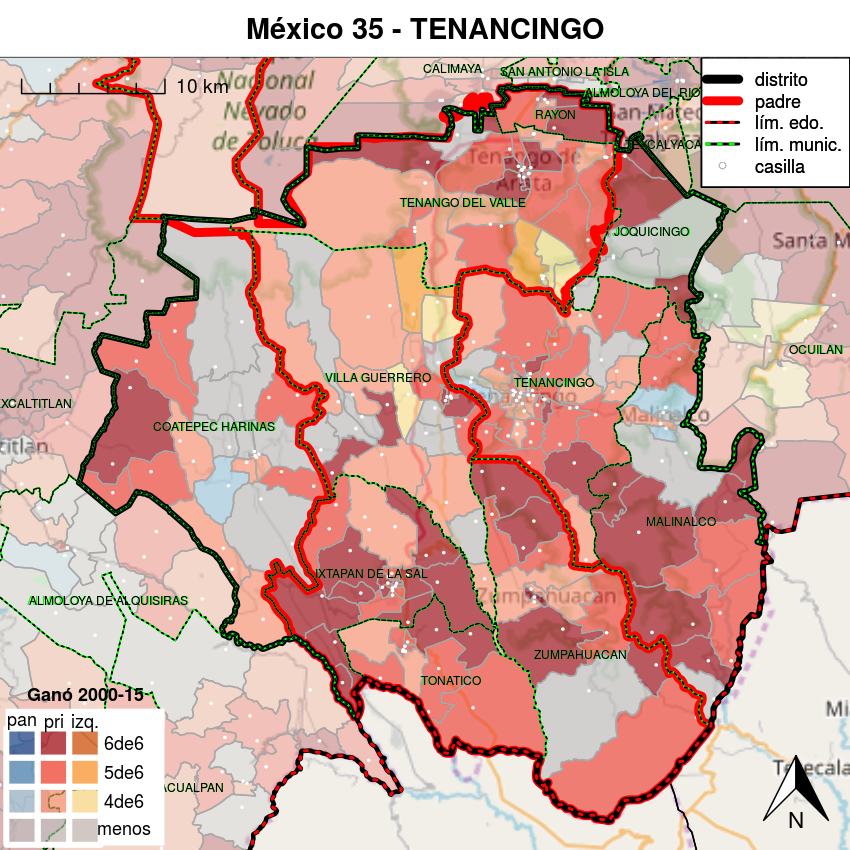 México 35 - TENANCINGO
10 km
Nacional
Nevado
de Toluca
CALIMAYA
SAN ANTONIO LA ISLA
ALMOLOYA DEL RIO
RAYON
distrito
padre
lím. edo.
lím. munic.
casilla
Tenango de
Arista
TENANGO DEL VALLE
JOQUICINGO
Santa M
OCUILAN
VILLA GUERRERO
TENANCINGO
Malinalco
XCALTITLAN
COATEPEC HARINAS
titlan
MALINALCO
IXTAPAN DE LA SAL
Zumpahuacan
ALMOLOYA DE ALQUISIRAS
ZUMPAHUACAN
TONATICO
Ganó 2000-15
pan pri izq.
6de6
5de6
4de6
menos
ACUALPAN
Mi
Tetecala
N